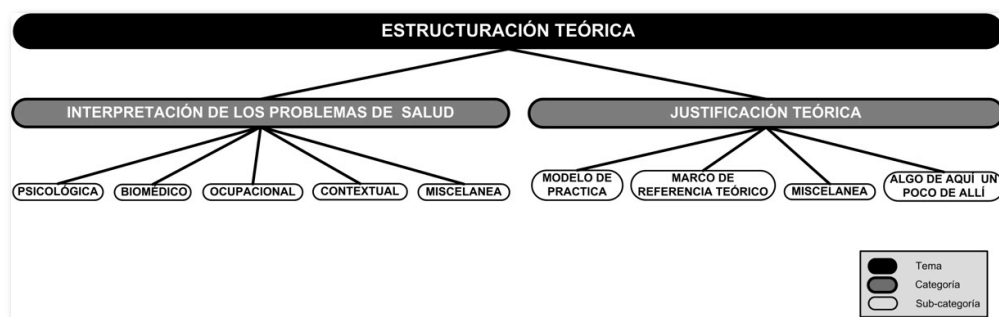 ESTRUCTURACIÓN TEÓRICA
INTERPRETACIÓN DE LOS PROBLEMAS DE SALUD
JUSTIFICACIÓN TEÓRICA
PSICOLÓGICA
BIOMÉDICO
OCUPACIONAL
CONTEXTUAL
MISCELANEA
MODELO DE
PRACTICA
MARCO DE
REFERENCIA TEÓRICO
MISCELANEA
ALGO DE AQUÍ UN
POCO DE ALLÍ
Tema
Categoría
Sub-categoría